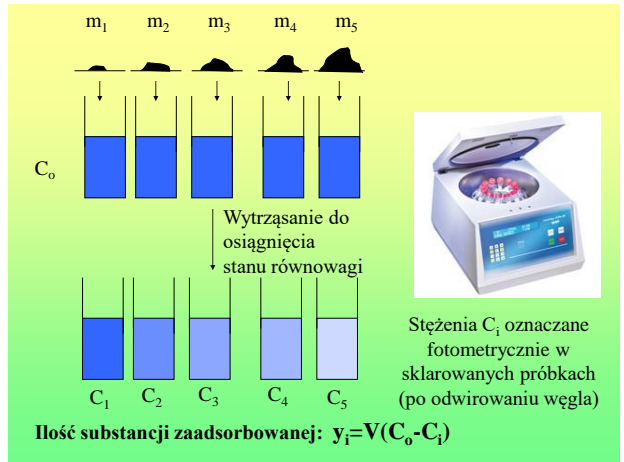 m₁ m₂ m₃ m₄ m₅
Cₒ
Wytrząsanie do
osiągnięcia
stanu równowagi
C₁ C₂ C₃ C₄ C₅
Stężenia Cᵢ oznaczane
fotometrycznie w
sklarowanych próbkach
(po odwirowaniu węgla)
Ilość substancji zaadsorbowanej: yᵢ=V(Cₒ-Cᵢ)